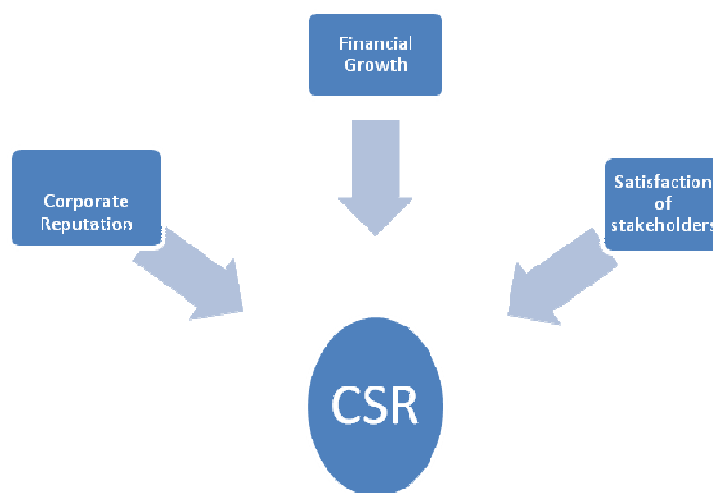 Financial
Growth
Corporate
Reputation
Satisfaction
of
stakeholders
CSR